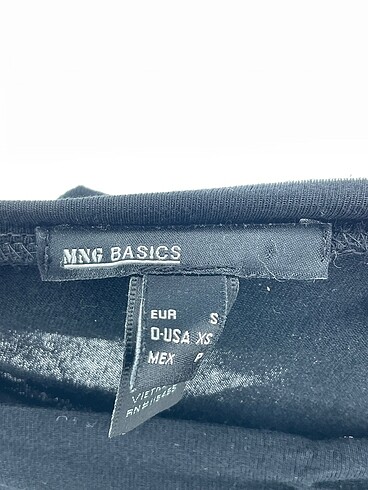 MNG BASICS
EUR S
D-USA XS
MEX P